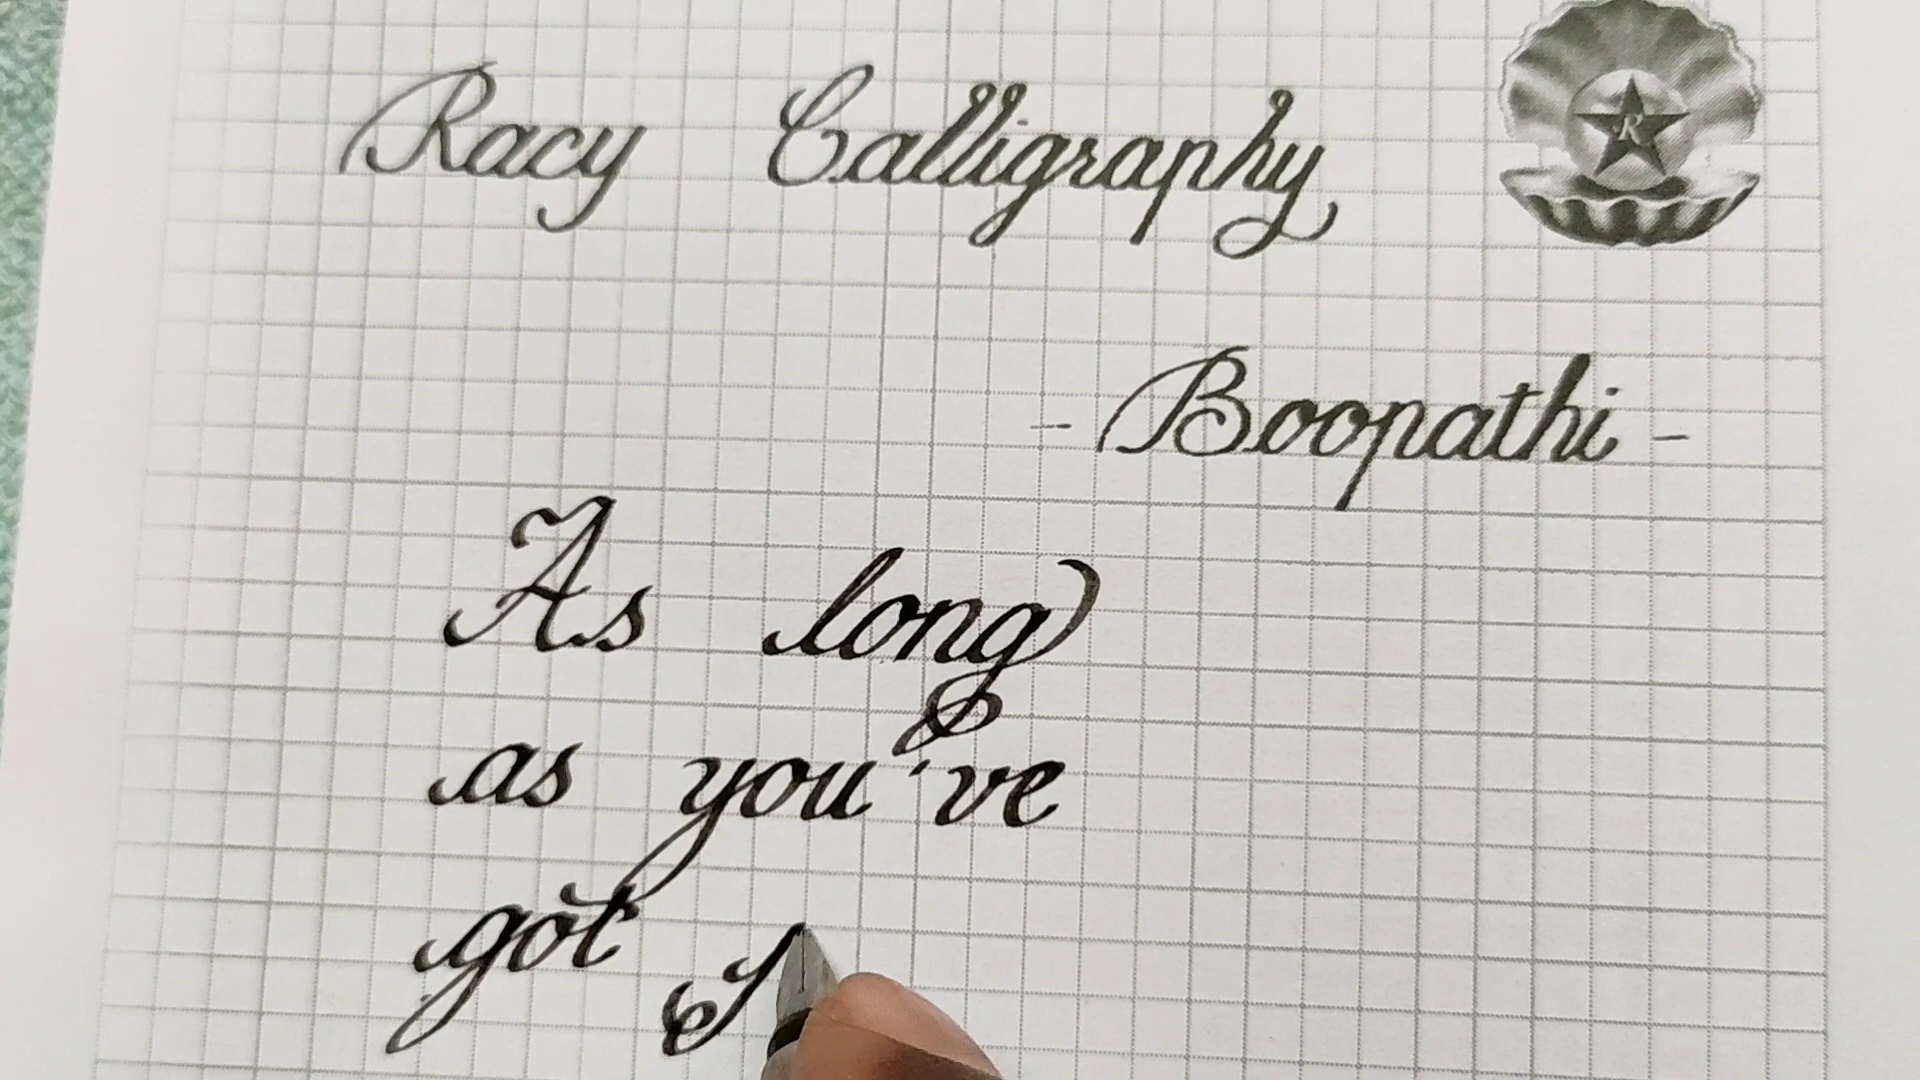 Racy Calligraphy
R
- Boopathi -
As long
as you've
got